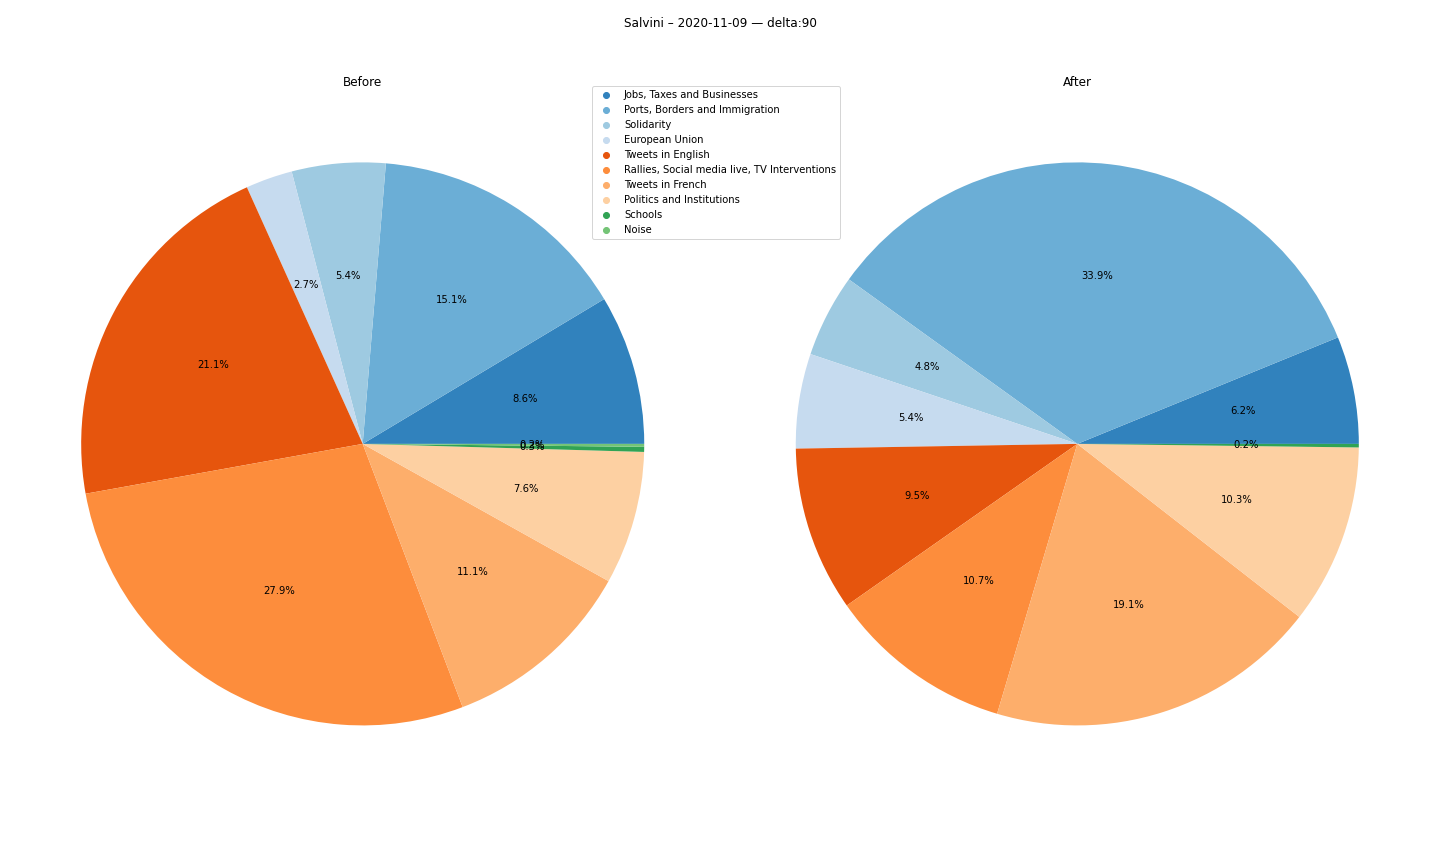 Salvini – 2020-11-09 — delta:90
Before
After
Jobs, Taxes and Businesses
Ports, Borders and Immigration
Solidarity
European Union
Tweets in English
Rallies, Social media live, TV Interventions
Tweets in French
Politics and Institutions
Schools
Noise
8.6%
15.1%
5.4%
2.7%
21.1%
27.9%
11.1%
7.6%
6.2%
33.9%
4.8%
5.4%
9.5%
10.7%
19.1%
10.3%
0.2%